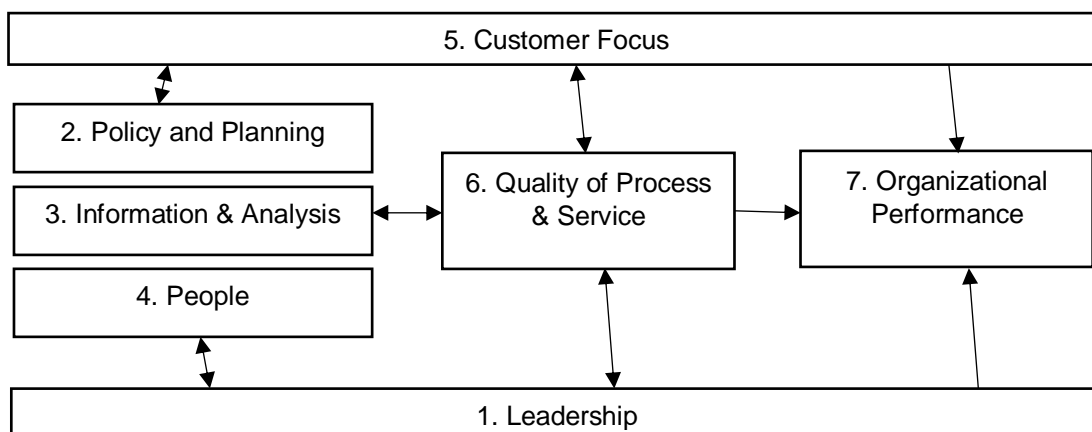 5. Customer Focus
2. Policy and Planning
3. Information & Analysis
4. People
6. Quality of Process
& Service
7. Organizational
Performance
1. Leadership